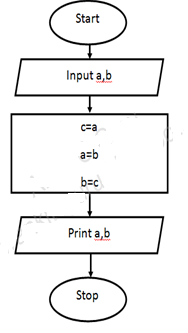 Start
Input a,b
c=a
a=b
b=c
Print a,b
Stop